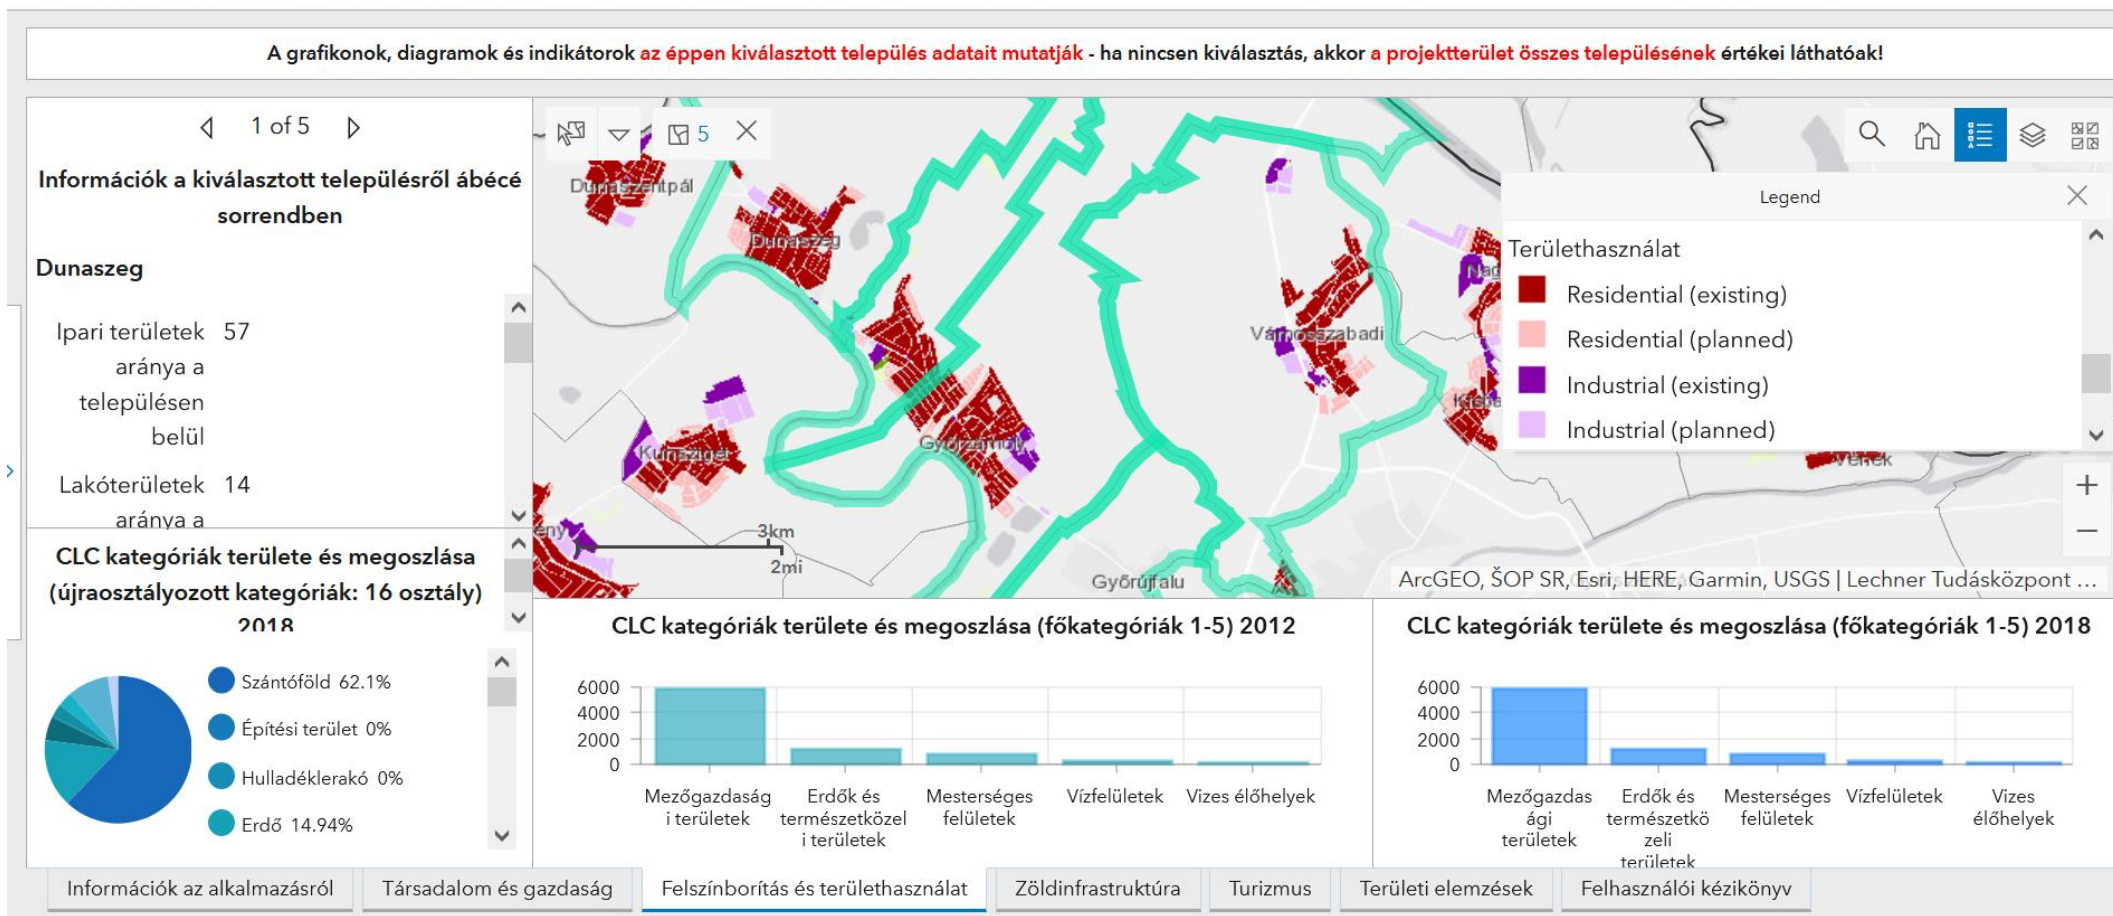 A grafikonok, diagramok és indikátorok az éppen kiválasztott település adatait mutatják - ha nincsen kiválasztás, akkor a projektterület összes településének értékei láthatóak!
1 of 5
Információk a kiválasztott településről ábécé
sorrendben
Dunaszeg
Ipari területek 57
aránya a
településen
belül
Lakóterületek 14
aránya a
CLC kategóriák területe és megoszlása
(újraosztályozott kategóriák: 16 osztály)
2018
Szántóföld 62.1%
Építési terület 0%
Hulladéklerakó 0%
Erdő 14.94%
5
Dunaszentpál
Dunaszeg
Vámosszabadi
Győrzámoly
Kunsziget
Győrújfalu
Vének
3km
2mi
Legend
Területhasználat
Residential (existing)
Residential (planned)
Industrial (existing)
Industrial (planned)
ArcGEO, ŠOP SR, Esri, HERE, Garmin, USGS | Lechner Tudásközpont ...
CLC kategóriák területe és megoszlása (főkategóriák 1-5) 2012
6000
4000
2000
0
Mezőgazdaság
i területek
Erdők és
természetközel
i területek
Mesterséges
felületek
Vízfelületek
Vizes élőhelyek
CLC kategóriák területe és megoszlása (főkategóriák 1-5) 2018
6000
4000
2000
0
Mezőgazdas
ági
területek
Erdők és
természetkö
zeli
területek
Mesterséges
felületek
Vízfelületek
Vizes
élőhelyek
Információk az alkalmazásról
Társadalom és gazdaság
Felszínborítás és területhasználat
Zöldinfrastruktúra
Turizmus
Területi elemzések
Felhasználói kézikönyv